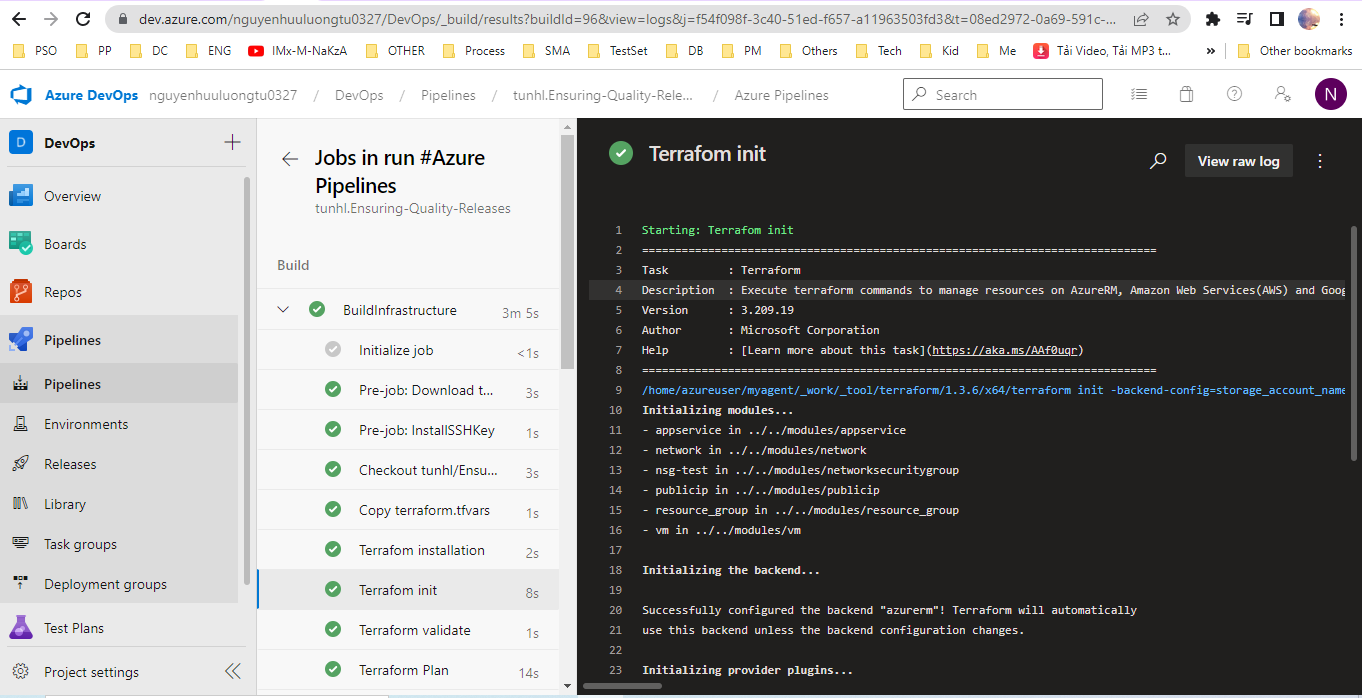 dev.azure.com/nguyenhuuluongtu0327/DevOps/_build/results?buildId=96&view=logs&j=f54f098f-3c40-51ed-f657-a11963503fd3&t=08ed2972-0a69-591c-...
PSO PP DC ENG IMx-M-NaKzA OTHER Process SMA TestSet DB PM Others Tech Kid Me Tải Video, Tải MP3 t... » Other bookmarks
Azure DevOps nguyenhuuluongtu0327 / DevOps / Pipelines / tunhl.Ensuring-Quality-Rele... / Azure Pipelines
Search
N
D DevOps
Overview
Boards
Repos
Pipelines
Pipelines
Environments
Releases
Library
Task groups
Deployment groups
Test Plans
Project settings
Jobs in run #Azure
Pipelines
tunhl.Ensuring-Quality-Releases
Build
BuildInfrastructure 3m 5s
Initialize job <1s
Pre-job: Download t... 3s
Pre-job: InstallSSHKey 1s
Checkout tunhl/Ensu... 3s
Copy terraform.tfvars 1s
Terrafom installation 2s
Terrafom init 8s
Terraform validate 1s
Terraform Plan 14s
Terrafom init
View raw log
1 Starting: Terrafom init
2 ==============================================================================
3 Task : Terraform
4 Description : Execute terraform commands to manage resources on AzureRM, Amazon Web Services(AWS) and Goog
5 Version : 3.209.19
6 Author : Microsoft Corporation
7 Help : [Learn more about this task](https://aka.ms/AAf0uqr)
8 ==============================================================================
9 /home/azureuser/myagent/_work/_tool/terraform/1.3.6/x64/terraform init -backend-config=storage_account_name
10 Initializing modules...
11 - appservice in ../../modules/appservice
12 - network in ../../modules/network
13 - nsg-test in ../../modules/networksecuritygroup
14 - publicip in ../../modules/publicip
15 - resource_group in ../../modules/resource_group
16 - vm in ../../modules/vm
17
18 Initializing the backend...
19
20 Successfully configured the backend "azurerm"! Terraform will automatically
21 use this backend unless the backend configuration changes.
22
23 Initializing provider plugins...